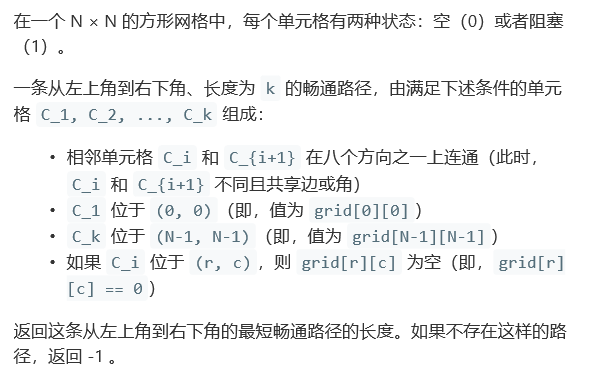 在一个 N × N 的方形网格中，每个单元格有两种状态：空（0）或者阻塞
（1）。
一条从左上角到右下角、长度为 k 的畅通路径，由满足下述条件的单元
格 C_1, C_2, ..., C_k 组成：
• 相邻单元格 C_i 和 C_{i+1} 在八个方向之一上连通（此时，
C_i 和 C_{i+1} 不同且共享边或角）
• C_1 位于 (0, 0)（即，值为 grid[0][0]）
• C_k 位于 (N-1, N-1)（即，值为 grid[N-1][N-1]）
• 如果 C_i 位于 (r, c)，则 grid[r][c] 为空（即，grid[r]
[c] == 0）
返回这条从左上角到右下角的最短畅通路径的长度。如果不存在这样的路
径，返回 -1 。